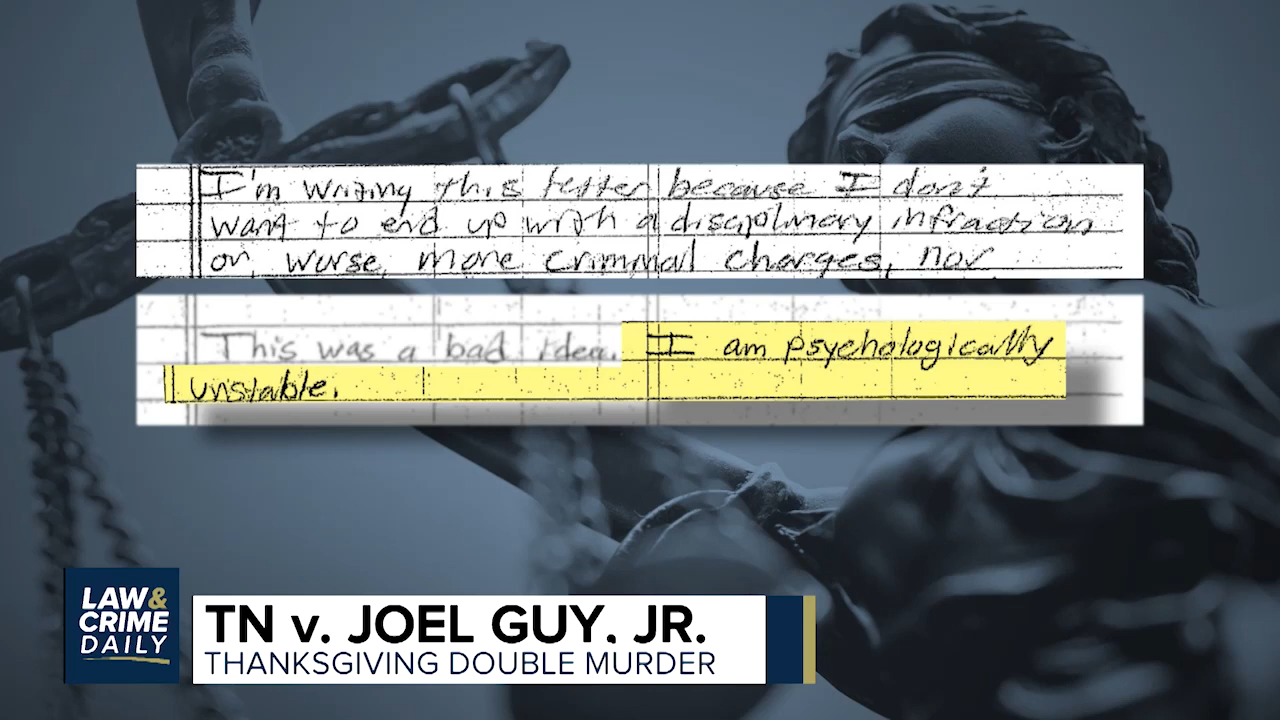 I'm writing this letter because I don't
want to end up with a disciplinary infraction
or, worse, more criminal charges, nor
This was a bad idea. I am psychologically
unstable.
LAW&
CRIME
DAILY
TN v. JOEL GUY, JR.
THANKSGIVING DOUBLE MURDER